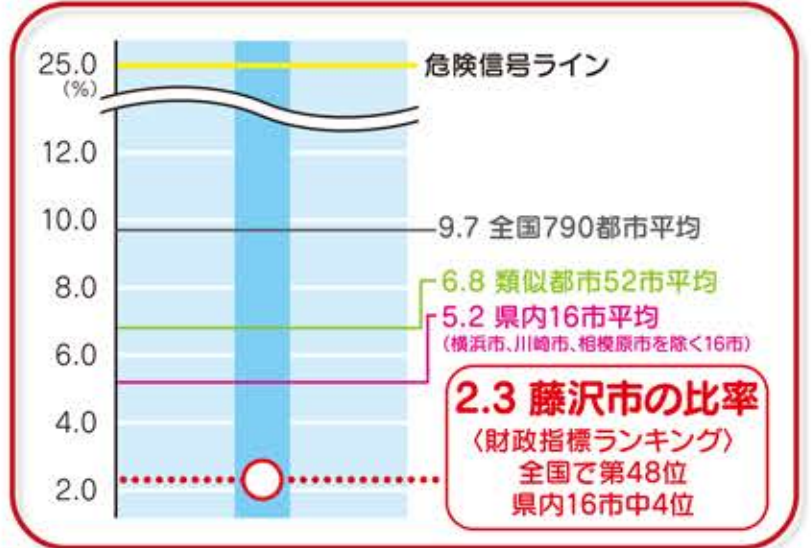 25.0
(%)
危険信号ライン
12.0
10.0
9.7 全国790都市平均
8.0
6.8 類似都市52市平均
5.2 県内16市平均
(横浜市、川崎市、相模原市を除く16市)
6.0
4.0
2.0
2.3 藤沢市の比率
〈財政指標ランキング〉
全国で第48位
県内16市中4位